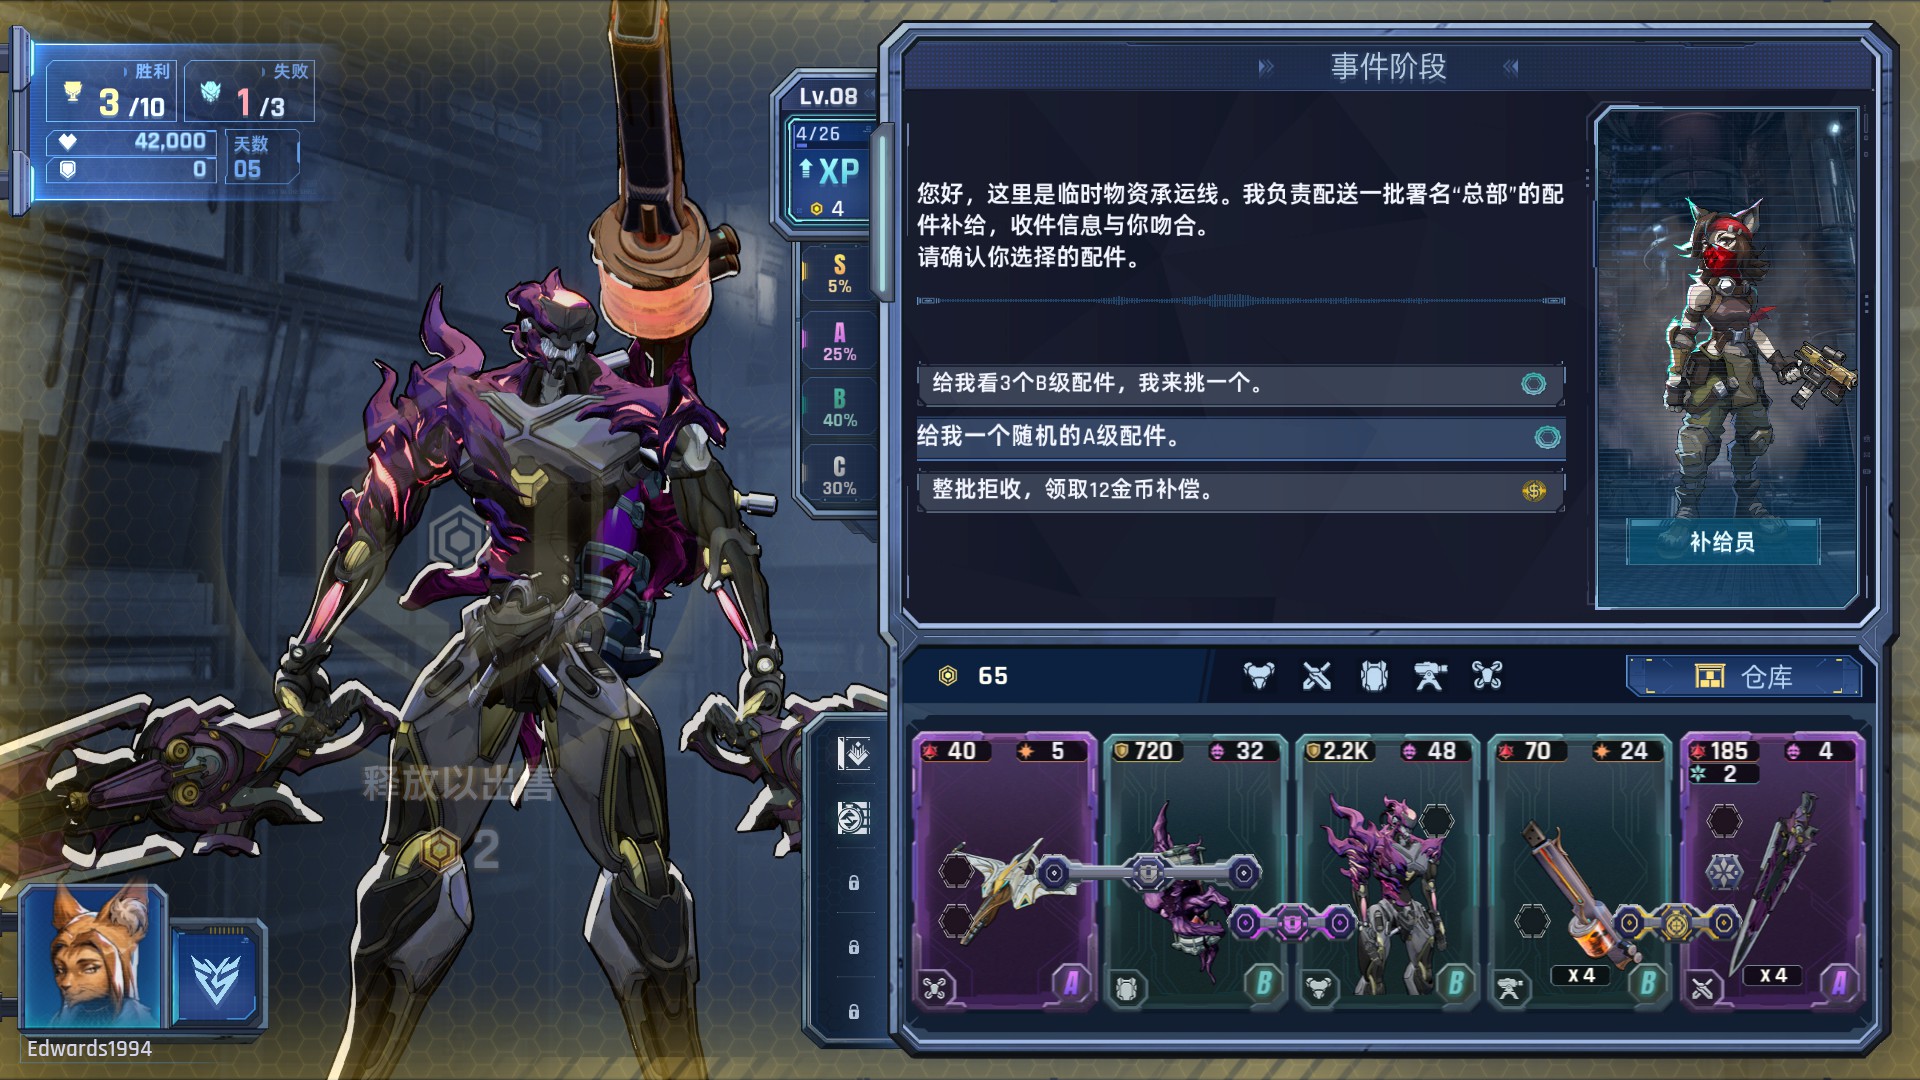 胜利
3/10
失败
1/3
42,000
0
天数
05
Lv.08
4/26
XP
4
S
5%
A
25%
B
40%
C
30%
事件阶段
您好，这里是临时物资承运线。我负责配送一批署名“总部”的配
件补给，收件信息与你吻合。
请确认你选择的配件。
给我看3个B级配件，我来挑一个。
给我一个随机的A级配件。
整批拒收，领取12金币补偿。
补给员
65
仓库
释放以出售
2
40 5
A
720 32
B
2.2K 48
B
70 24
x4
B
185 4
2
x4
A
Edwards1994